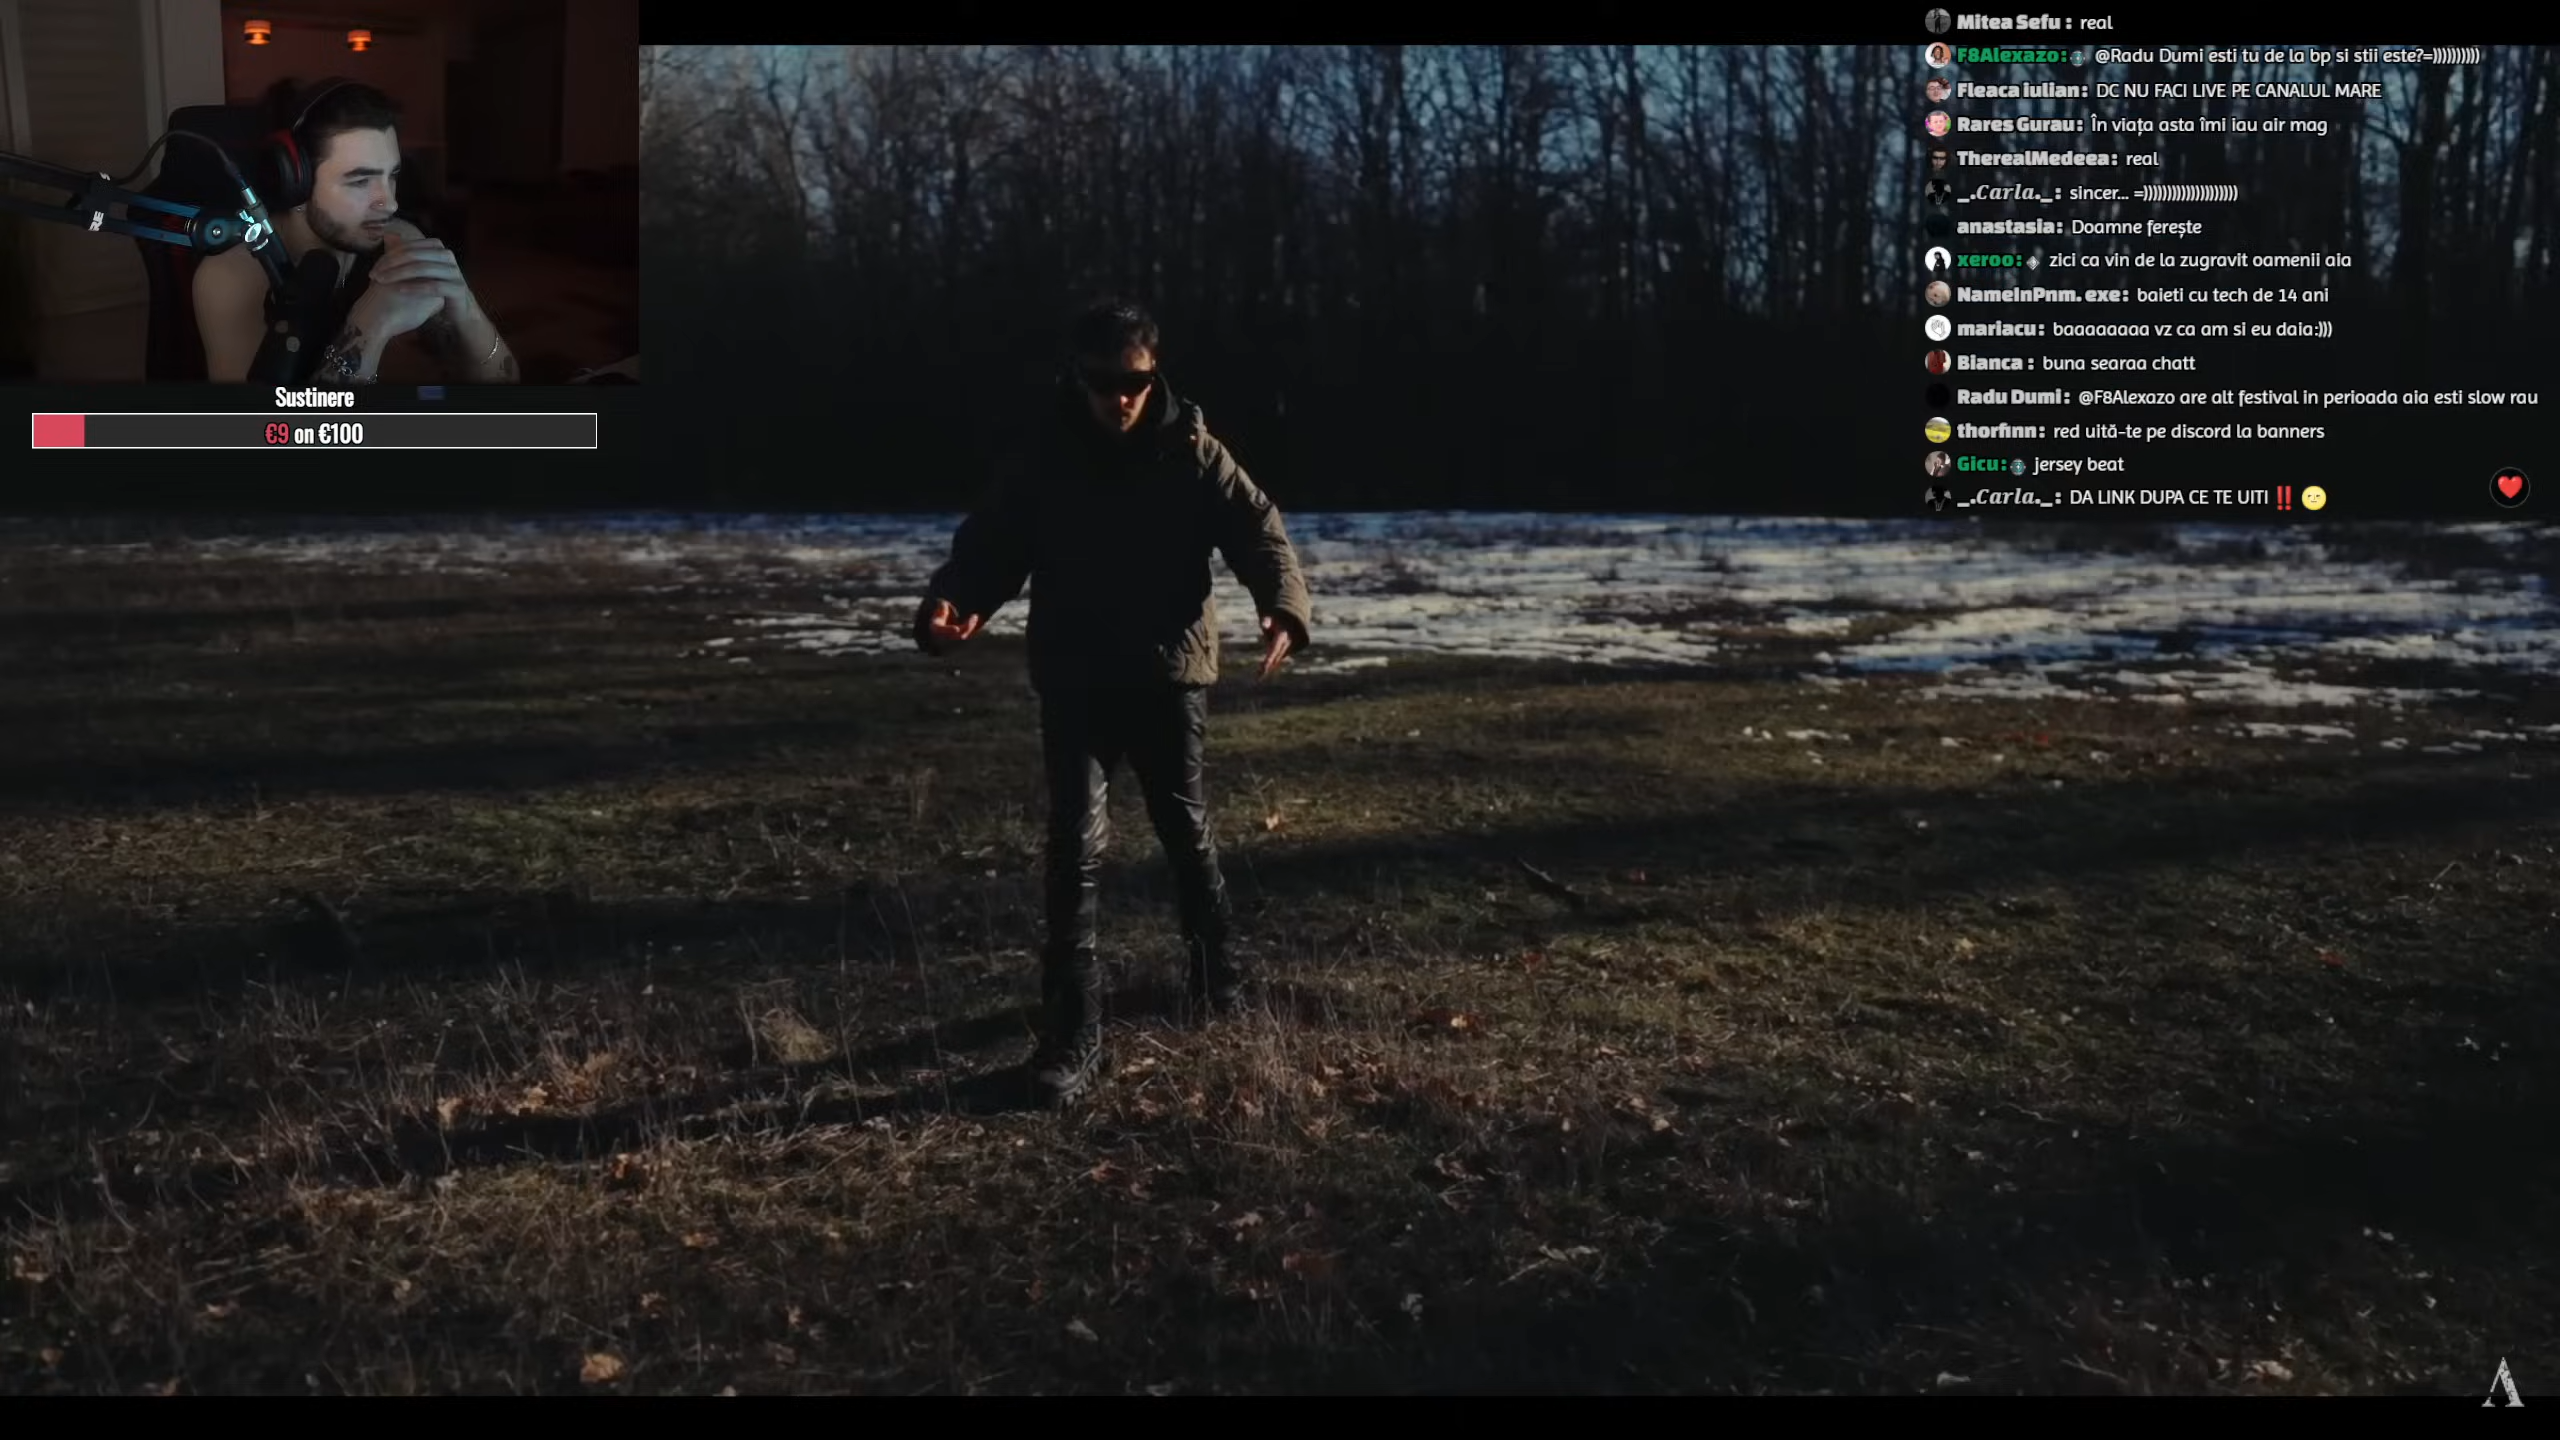 Mitea Sefu : real
F8Alexazo: @Radu Dumi esti tu de la bp si stii este?=))))))))))
Fleaca iulian: DC NU FACI LIVE PE CANALUL MARE
Rares Gurau: În viața asta îmi iau air mag
TherealMedeea: real
_.Carla._: sincer... =))))))))))))))))))))
anastasia: Doamne ferește
xeroo: zici ca vin de la zugravit oamenii aia
NameInPnm.exe: baieti cu tech de 14 ani
mariacu: baaaaaaaa vz ca am si eu daia:)))
Bianca : buna searaa chatt
Radu Dumi: @F8Alexazo are alt festival in perioada aia esti slow rau
thorfinn: red uită-te pe discord la banners
Gicu: jersey beat
_.Carla._: DA LINK DUPA CE TE UITI ‼️ 🌝
Sustinere
€9 on €100